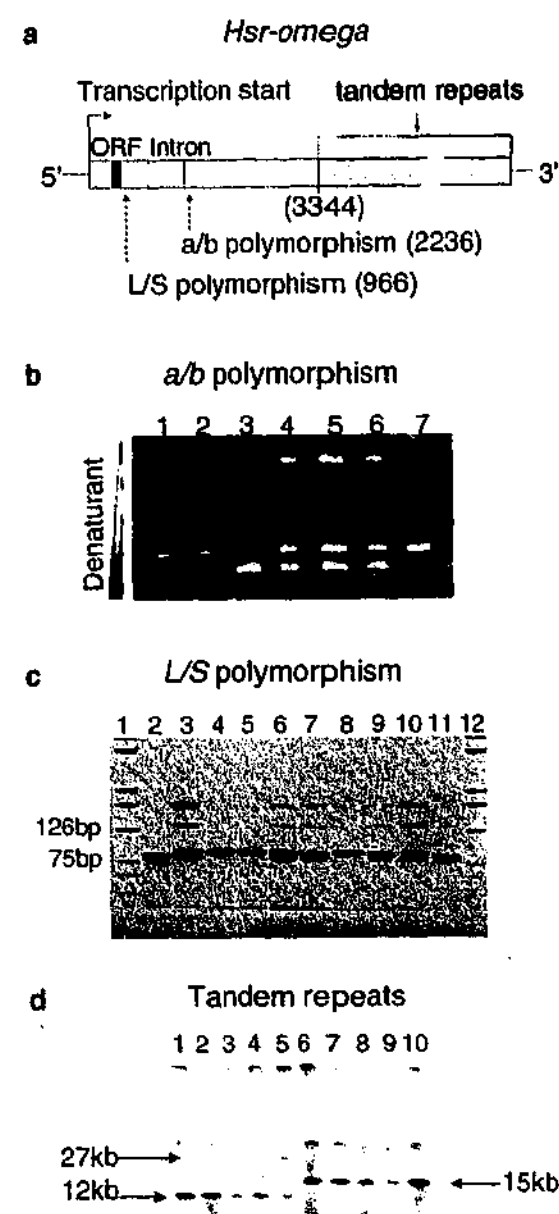 a Hsr-omega
Transcription start tandem repeats
ORF Intron
5' 3'
(3344)
a/b polymorphism (2236)
L/S polymorphism (966)
b a/b polymorphism
1 2 3 4 5 6 7
Denaturant
c L/S polymorphism
1 2 3 4 5 6 7 8 9 10 11 12
126bp
75bp
d Tandem repeats
1 2 3 4 5 6 7 8 9 10
27kb
12kb 15kb